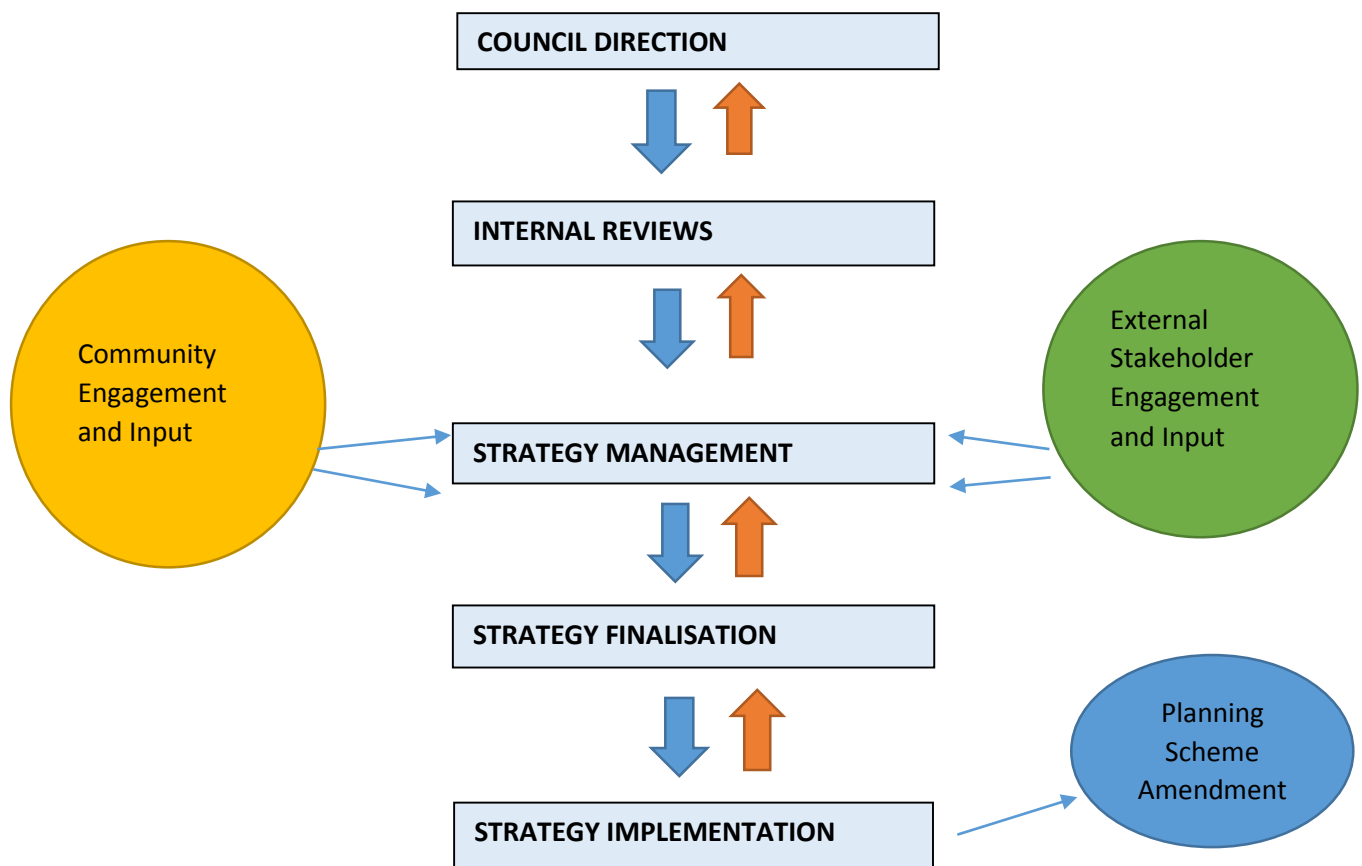 COUNCIL DIRECTION
INTERNAL REVIEWS
Community
Engagement
and Input
External
Stakeholder
Engagement
and Input
STRATEGY MANAGEMENT
STRATEGY FINALISATION
Planning
Scheme
Amendment
STRATEGY IMPLEMENTATION